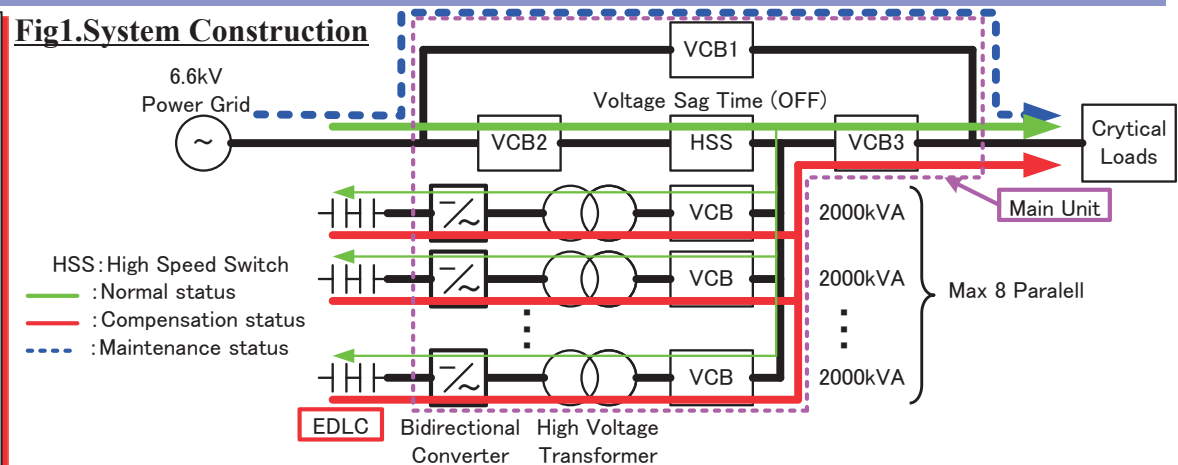 Fig1.System Construction
6.6kV
Power Grid
~
VCB1
Voltage Sag Time (OFF)
VCB2
HSS
VCB3
Crytical
Loads
Main Unit
VCB
2000kVA
HSS:High Speed Switch
:Normal status
:Compensation status
:Maintenance status
VCB
2000kVA
Max 8 Paralell
VCB
2000kVA
EDLC
Bidirectional
Converter
High Voltage
Transformer